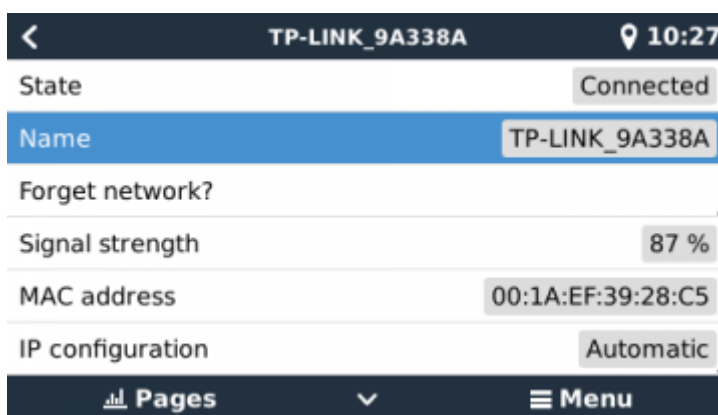 TP-LINK_9A338A 10:27
State Connected
Name TP-LINK_9A338A
Forget network?
Signal strength 87 %
MAC address 00:1A:EF:39:28:C5
IP configuration Automatic
Pages Menu